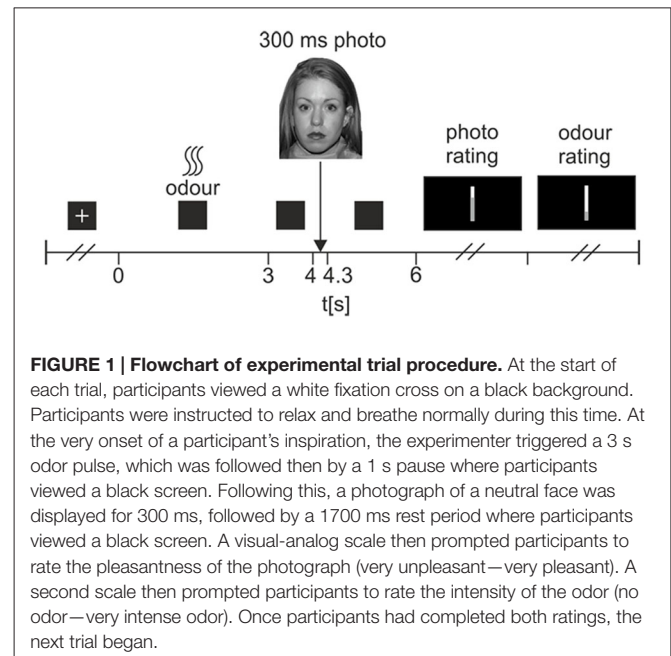 300 ms photo
photo
rating
odour
rating
odour
+
0
3
4
4.3
6
t[s]
FIGURE 1 | Flowchart of experimental trial procedure. At the start of
each trial, participants viewed a white fixation cross on a black background.
Participants were instructed to relax and breathe normally during this time. At
the very onset of a participant’s inspiration, the experimenter triggered a 3 s
odor pulse, which was followed then by a 1 s pause where participants
viewed a black screen. Following this, a photograph of a neutral face was
displayed for 300 ms, followed by a 1700 ms rest period where participants
viewed a black screen. A visual-analog scale then prompted participants to
rate the pleasantness of the photograph (very unpleasant—very pleasant). A
second scale then prompted participants to rate the intensity of the odor (no
odor—very intense odor). Once participants had completed both ratings, the
next trial began.